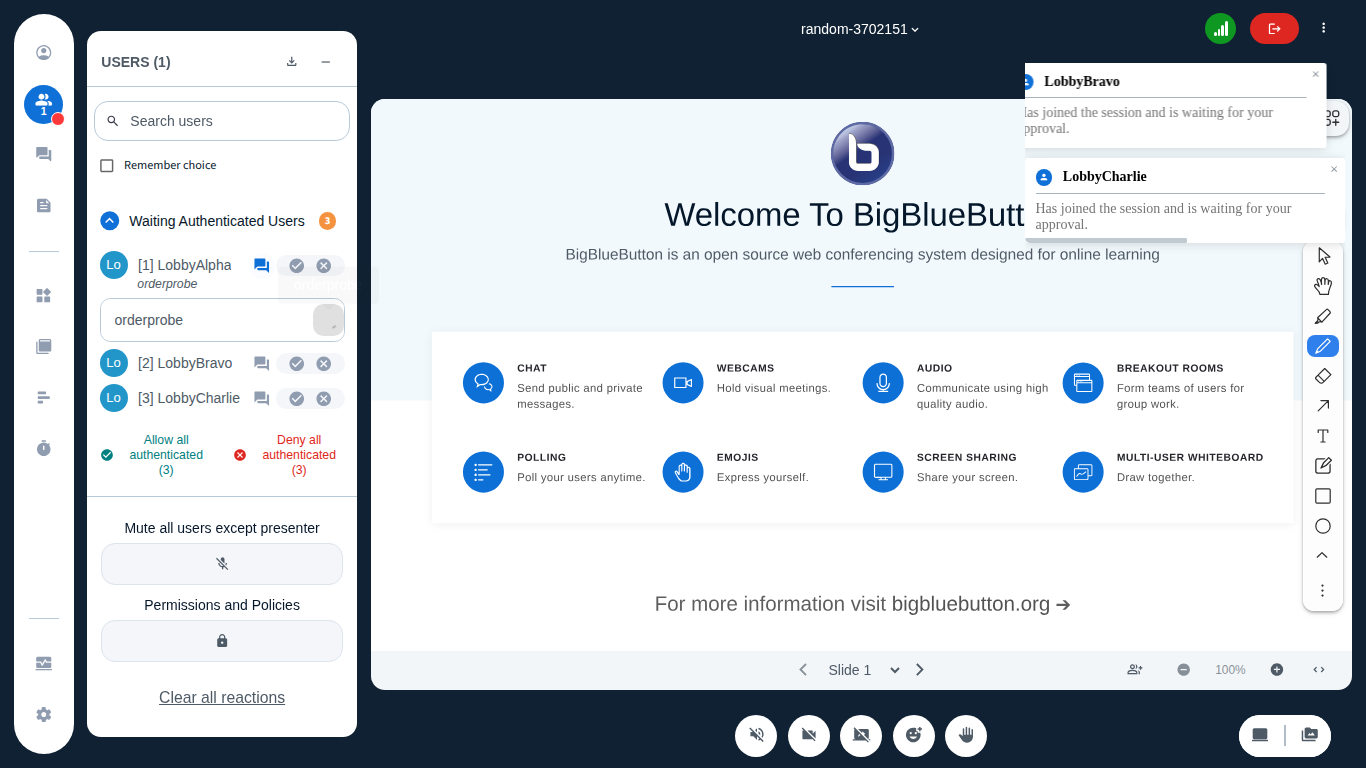 random-3702151
USERS (1)
1
Search users
Remember choice
Waiting Authenticated Users 3
Lo [1] LobbyAlpha
orderprobe
orderprobe
Lo [2] LobbyBravo
Lo [3] LobbyCharlie
Allow all
authenticated
(3)
Deny all
authenticated
(3)
Mute all users except presenter
Permissions and Policies
Clear all reactions
LobbyBravo
Has joined the session and is waiting for your
approval.
LobbyCharlie
Has joined the session and is waiting for your
approval.
b
Welcome To BigBlueButt
BigBlueButton is an open source web conferencing system designed for online learning
CHAT
Send public and private
messages.
WEBCAMS
Hold visual meetings.
AUDIO
Communicate using high
quality audio.
BREAKOUT ROOMS
Form teams of users for
group work.
POLLING
Poll your users anytime.
EMOJIS
Express yourself.
SCREEN SHARING
Share your screen.
MULTI-USER WHITEBOARD
Draw together.
For more information visit bigbluebutton.org ➔
Slide 1
100%